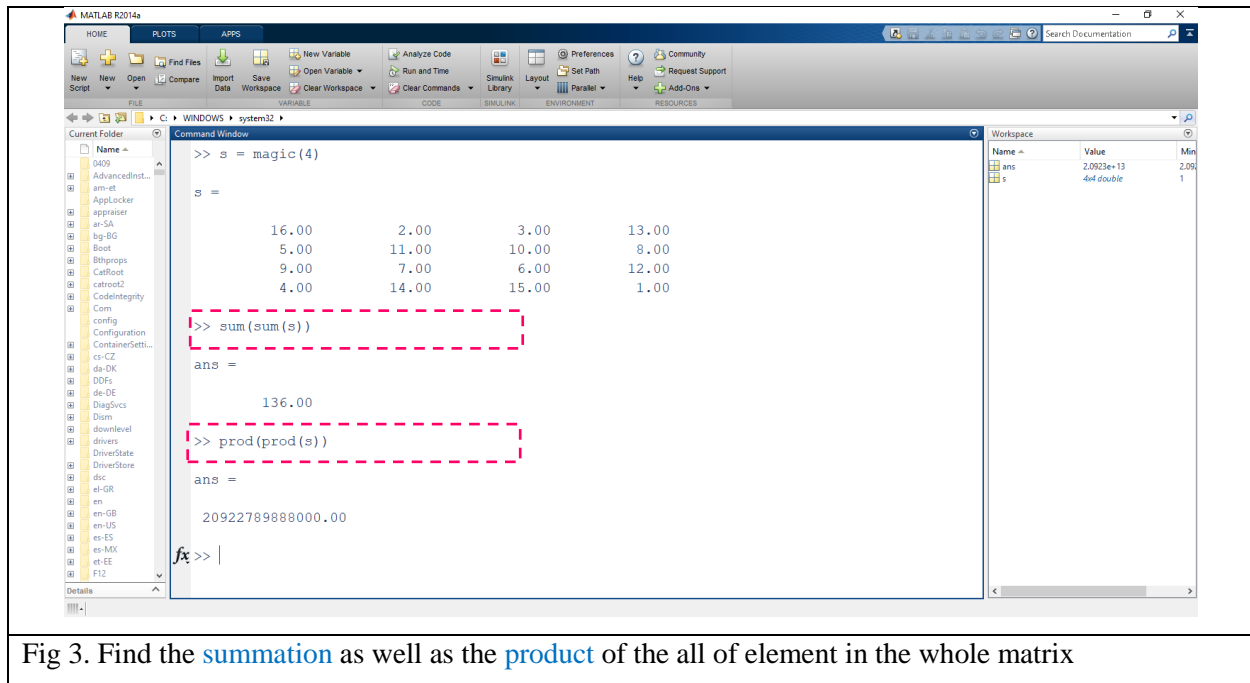 MATLAB R2014a
HOME PLOTS APPS
Search Documentation
New Script
New
Open
Find Files
Compare
Import Data
Save Workspace
New Variable
Open Variable
Clear Workspace
Analyze Code
Run and Time
Clear Commands
Simulink Library
Layout
Preferences
Set Path
Parallel
Help
Community
Request Support
Add-Ons
FILE VARIABLE CODE SIMULINK ENVIRONMENT RESOURCES
C: WINDOWS system32
Current Folder
Name
0409
AdvancedInst...
am-et
AppLocker
appraiser
ar-SA
bg-BG
Boot
Bthprops
CatRoot
catroot2
CodeIntegrity
Com
config
Configuration
ContainerSetti...
cs-CZ
da-DK
DDFs
de-DE
DiagSvcs
Dism
downlevel
drivers
DriverState
DriverStore
dsc
el-GR
en
en-GB
en-US
es-ES
es-MX
et-EE
F12
Details
Command Window
>> s = magic(4)
s =
16.00 2.00 3.00 13.00
5.00 11.00 10.00 8.00
9.00 7.00 6.00 12.00
4.00 14.00 15.00 1.00
>> sum(sum(s))
ans =
136.00
>> prod(prod(s))
ans =
20922789888000.00
fx >>
Workspace
Name Value Min
ans 2.0923e+13 2.092
s 4x4 double 1
Fig 3. Find the summation as well as the product of the all of element in the whole matrix